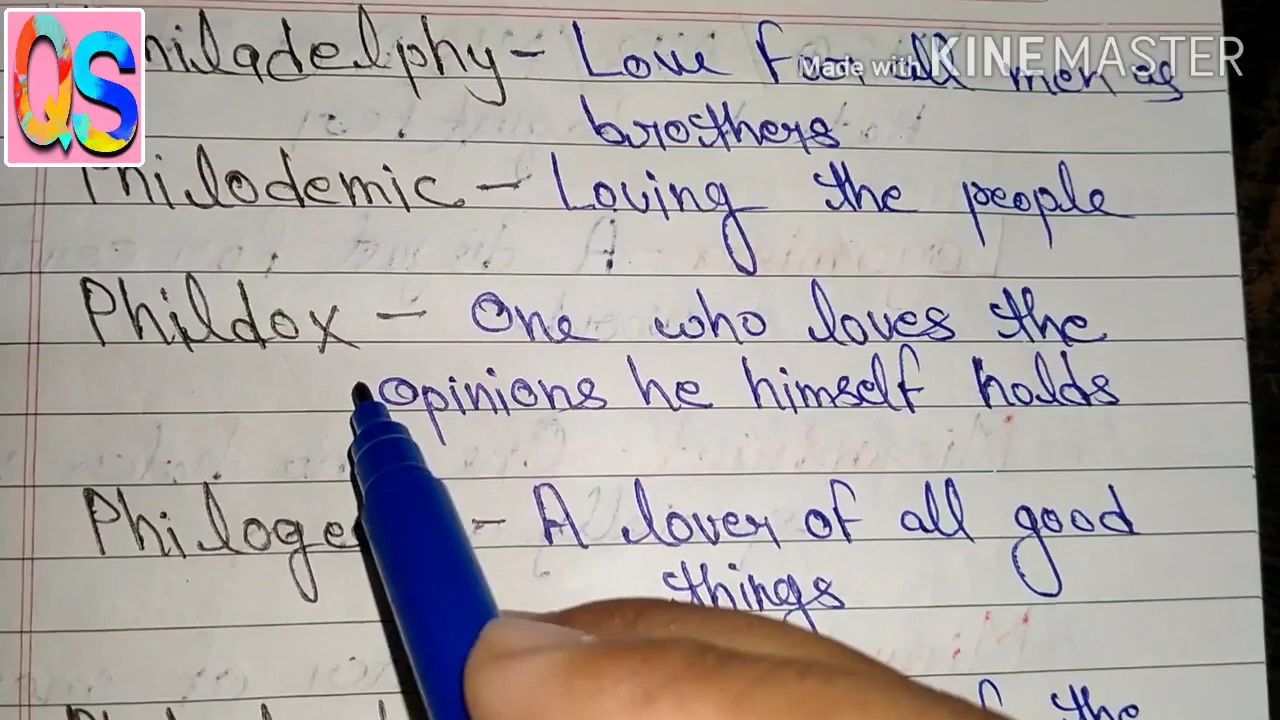 QS
Made with KINEMASTER
hiladelphy - Love for all men as
brothers
Philodemic - Loving the people
Phildox - One who loves the
opinions he himself holds
Philoge - A lover of all good
things
the